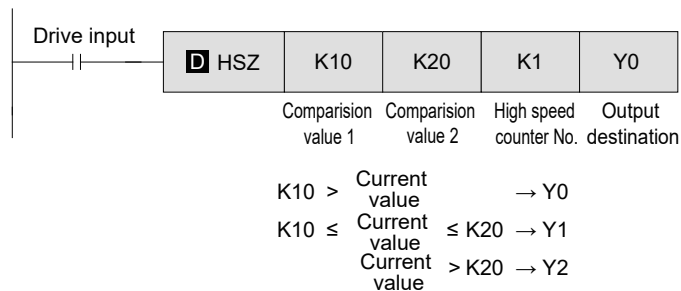 Drive input
D HSZ K10 K20 K1 Y0
Comparision value 1
Comparision value 2
High speed counter No.
Output destination
K10 > Current value → Y0
K10 ≤ Current value ≤ K20 → Y1
Current value > K20 → Y2